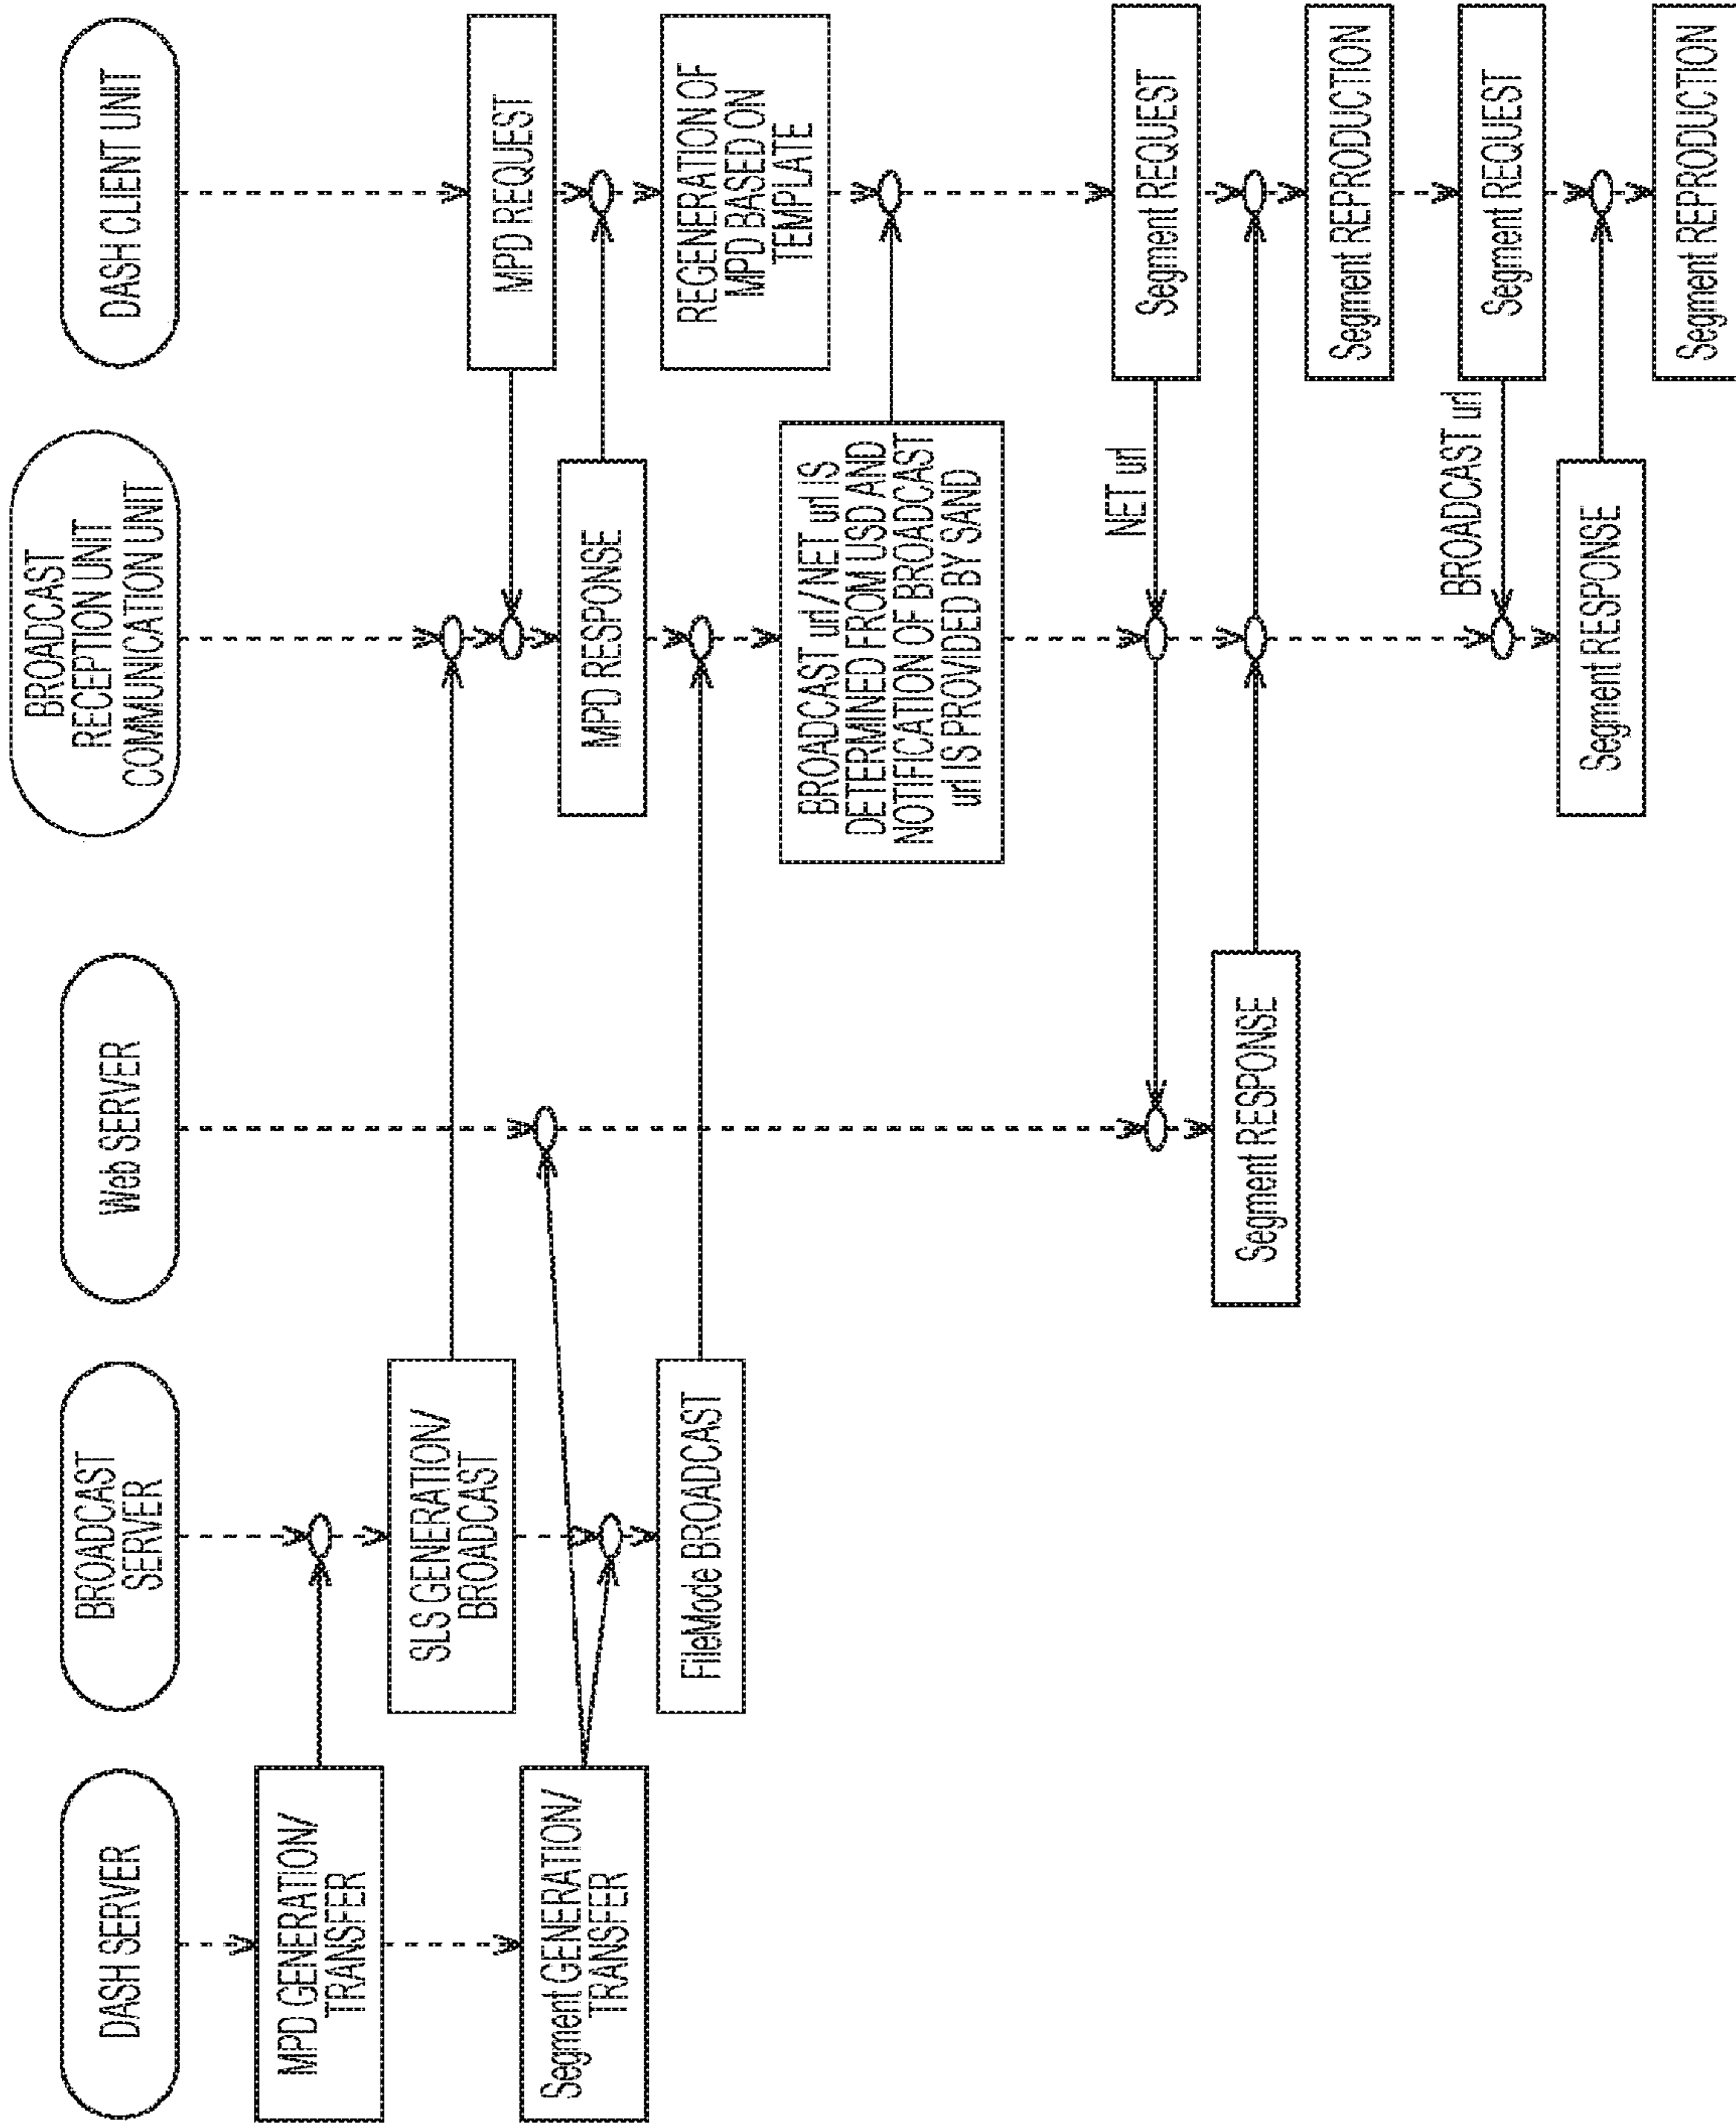 DASH SERVER
MPD GENERATION/
TRANSFER
Segment GENERATION/
TRANSFER
BROADCAST
SERVER
SLS GENERATION/
BROADCAST
FileMode BROADCAST
Web SERVER
Segment RESPONSE
BROADCAST
RECEPTION UNIT
COMMUNICATION UNIT
MPD RESPONSE
BROADCAST url / NET url IS
DETERMINED FROM USD AND
NOTIFICATION OF BROADCAST
url IS PROVIDED BY SAND
NET url
BROADCAST url
Segment RESPONSE
DASH CLIENT UNIT
MPD REQUEST
REGENERATION OF
MPD BASED ON
TEMPLATE
Segment REQUEST
Segment REPRODUCTION
Segment REQUEST
Segment REPRODUCTION